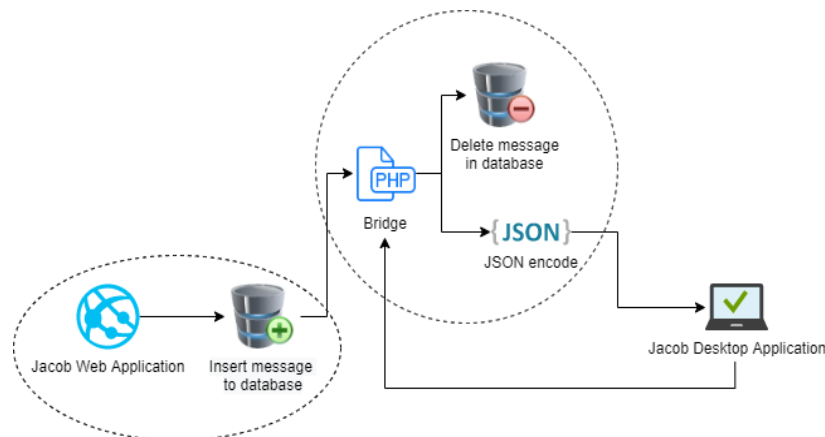 Delete message
in database
PHP
Bridge
{JSON}
JSON encode
Jacob Web Application
Insert message
to database
Jacob Desktop Application